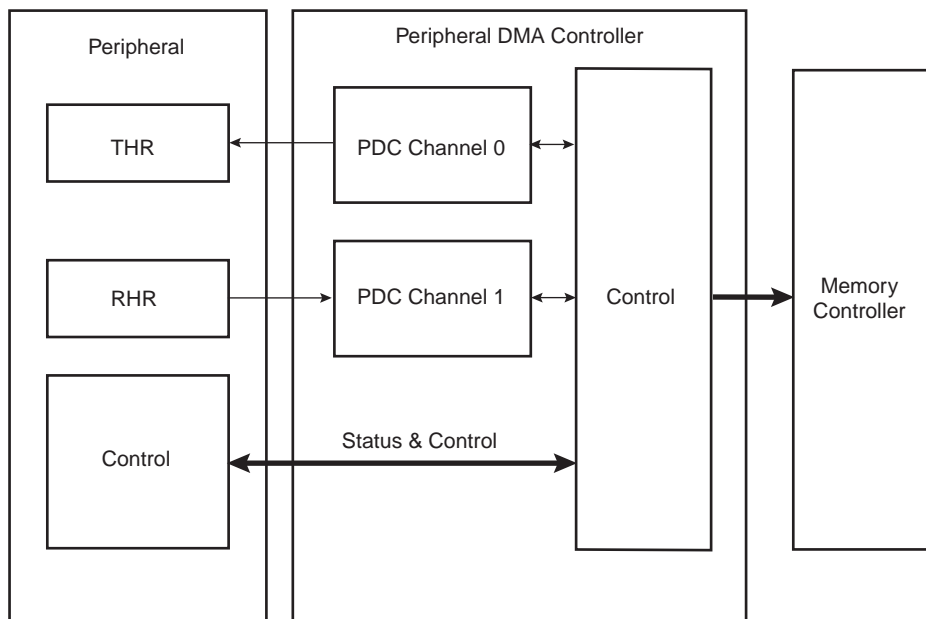 Peripheral
Peripheral DMA Controller
THR
PDC Channel 0
RHR
PDC Channel 1
Control
Memory
Controller
Control
Status & Control